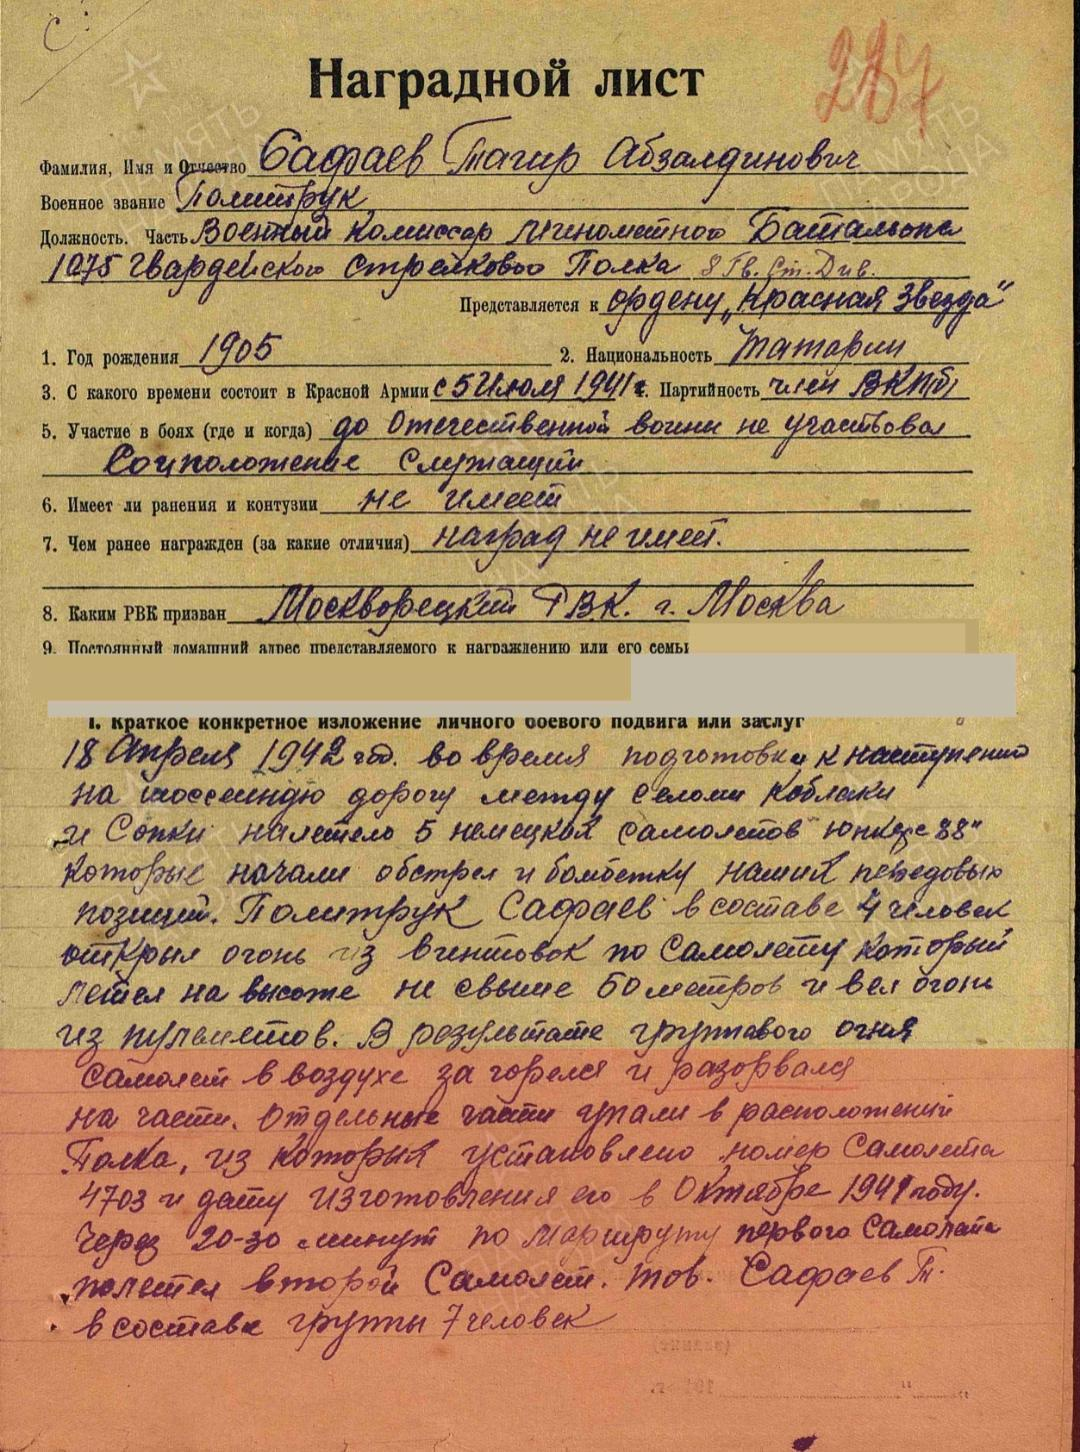 С.
Наградной лист
Фамилия, Имя и Отчество Сафаев Тагир Абзалдинович
Военное звание Политрук
Должность. Часть Военный комиссар Минометного Батальона
1075 Гвардейского Стрелкового Полка 8 Гв. Ст. Див.
Представляется к ордену „Красная Звезда"
1. Год рождения 1905 2. Национальность Татарин
3. С какого времени состоит в Красной Армии с 5 Июля 1941 4. Партийность член ВКП(б)
5. Участие в боях (где и когда) до Отечественной воины не участвовал
Соцположение служащий
6. Имеет ли ранения и контузии не имеет
7. Чем ранее награжден (за какие отличия) наград не имеет.
8. Каким РВК призван Москворецкий РВК. г. Москва
9. Постоянный домашний адрес представляемого к награждению или его семьи
I. Краткое конкретное изложение личного боевого подвига или заслуг
18 Апреля 1942 год. во время подготовки к наступлению
на шоссейную дорогу между селами Коблаки
и Сопки налетело 5 немецких самолетов "юнкерс 88"
которые начали обстрел и бомбежку наших передовых
позиций. Политрук Сафаев в составе 4 человек
открыл огонь из винтовок по самолету который
летел на высоте не свыше 50 метров и вел огонь
из пулеметов. В результате группового огня
самолет в воздухе загорелся и разорвался
на части. Отдельные части упали в расположении
Полка, из которых установлено номер самолета
4703 и дату изготовления его в Октябре 1941 году.
Через 20-30 минут по маршруту первого самолета
полетел второй Самолет. тов. Сафаев Т.
в составе группы 7 человек